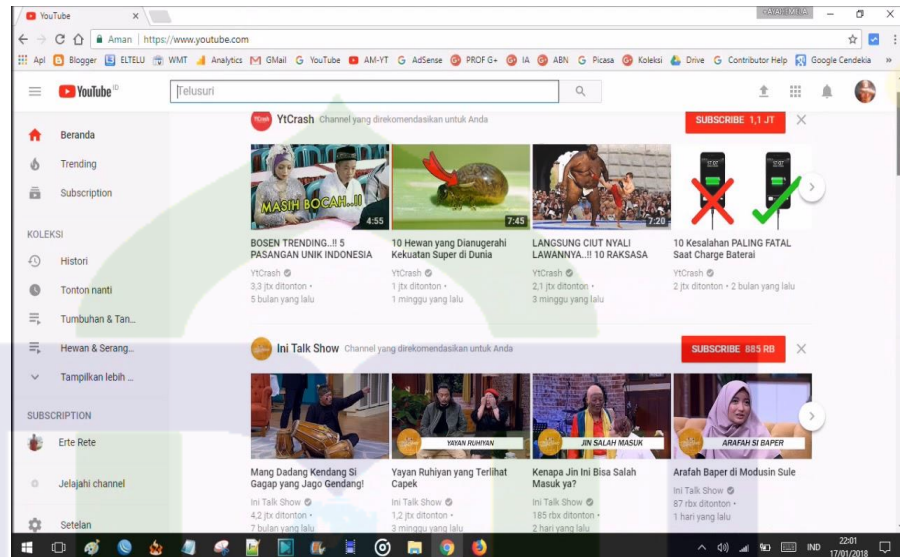 YouTube
+AYAH MILA
Aman | https://www.youtube.com
Apl Blogger ELTELU WMT Analytics GMail YouTube AM-YT AdSense PROF G+ IA ABN Picasa Koleksi Drive Contributor Help Google Cendekia »
YouTube ID
Telusuri
Beranda
Trending
Subscription
KOLEKSI
Histori
Tonton nanti
Tumbuhan & Tan...
Hewan & Serang...
Tampilkan lebih ...
SUBSCRIPTION
Erte Rete
Jelajahi channel
Setelan
YtCrash Channel yang direkomendasikan untuk Anda
SUBSCRIBE 1,1 JT
MASIH BOCAH..!!
4:55
7:45
7:20
BOSEN TRENDING..!! 5
PASANGAN UNIK INDONESIA
YtCrash
3,3 jtx ditonton •
5 bulan yang lalu
10 Hewan yang Dianugerahi
Kekuatan Super di Dunia
YtCrash
1 jtx ditonton •
1 minggu yang lalu
LANGSUNG CIUT NYALI
LAWANNYA..!! 10 RAKSASA
YtCrash
2,1 jtx ditonton •
3 minggu yang lalu
10 Kesalahan PALING FATAL
Saat Charge Baterai
YtCrash
2 jtx ditonton • 2 bulan yang lalu
Ini Talk Show Channel yang direkomendasikan untuk Anda
SUBSCRIBE 885 RB
YAYAN RUHIYAN
JIN SALAH MASUK
ARAFAH SI BAPER
Mang Dadang Kendang Si
Gagap yang Jago Gendang!
Ini Talk Show
4,2 jtx ditonton •
7 bulan yang lalu
Yayan Ruhiyan yang Terlihat
Capek
Ini Talk Show
1,2 jtx ditonton •
3 minggu yang lalu
Kenapa Jin Ini Bisa Salah
Masuk ya?
Ini Talk Show
185 rbx ditonton •
2 hari yang lalu
Arafah Baper di Modusin Sule
Ini Talk Show
87 rbx ditonton •
1 hari yang lalu
IND
22:01
17/01/2018